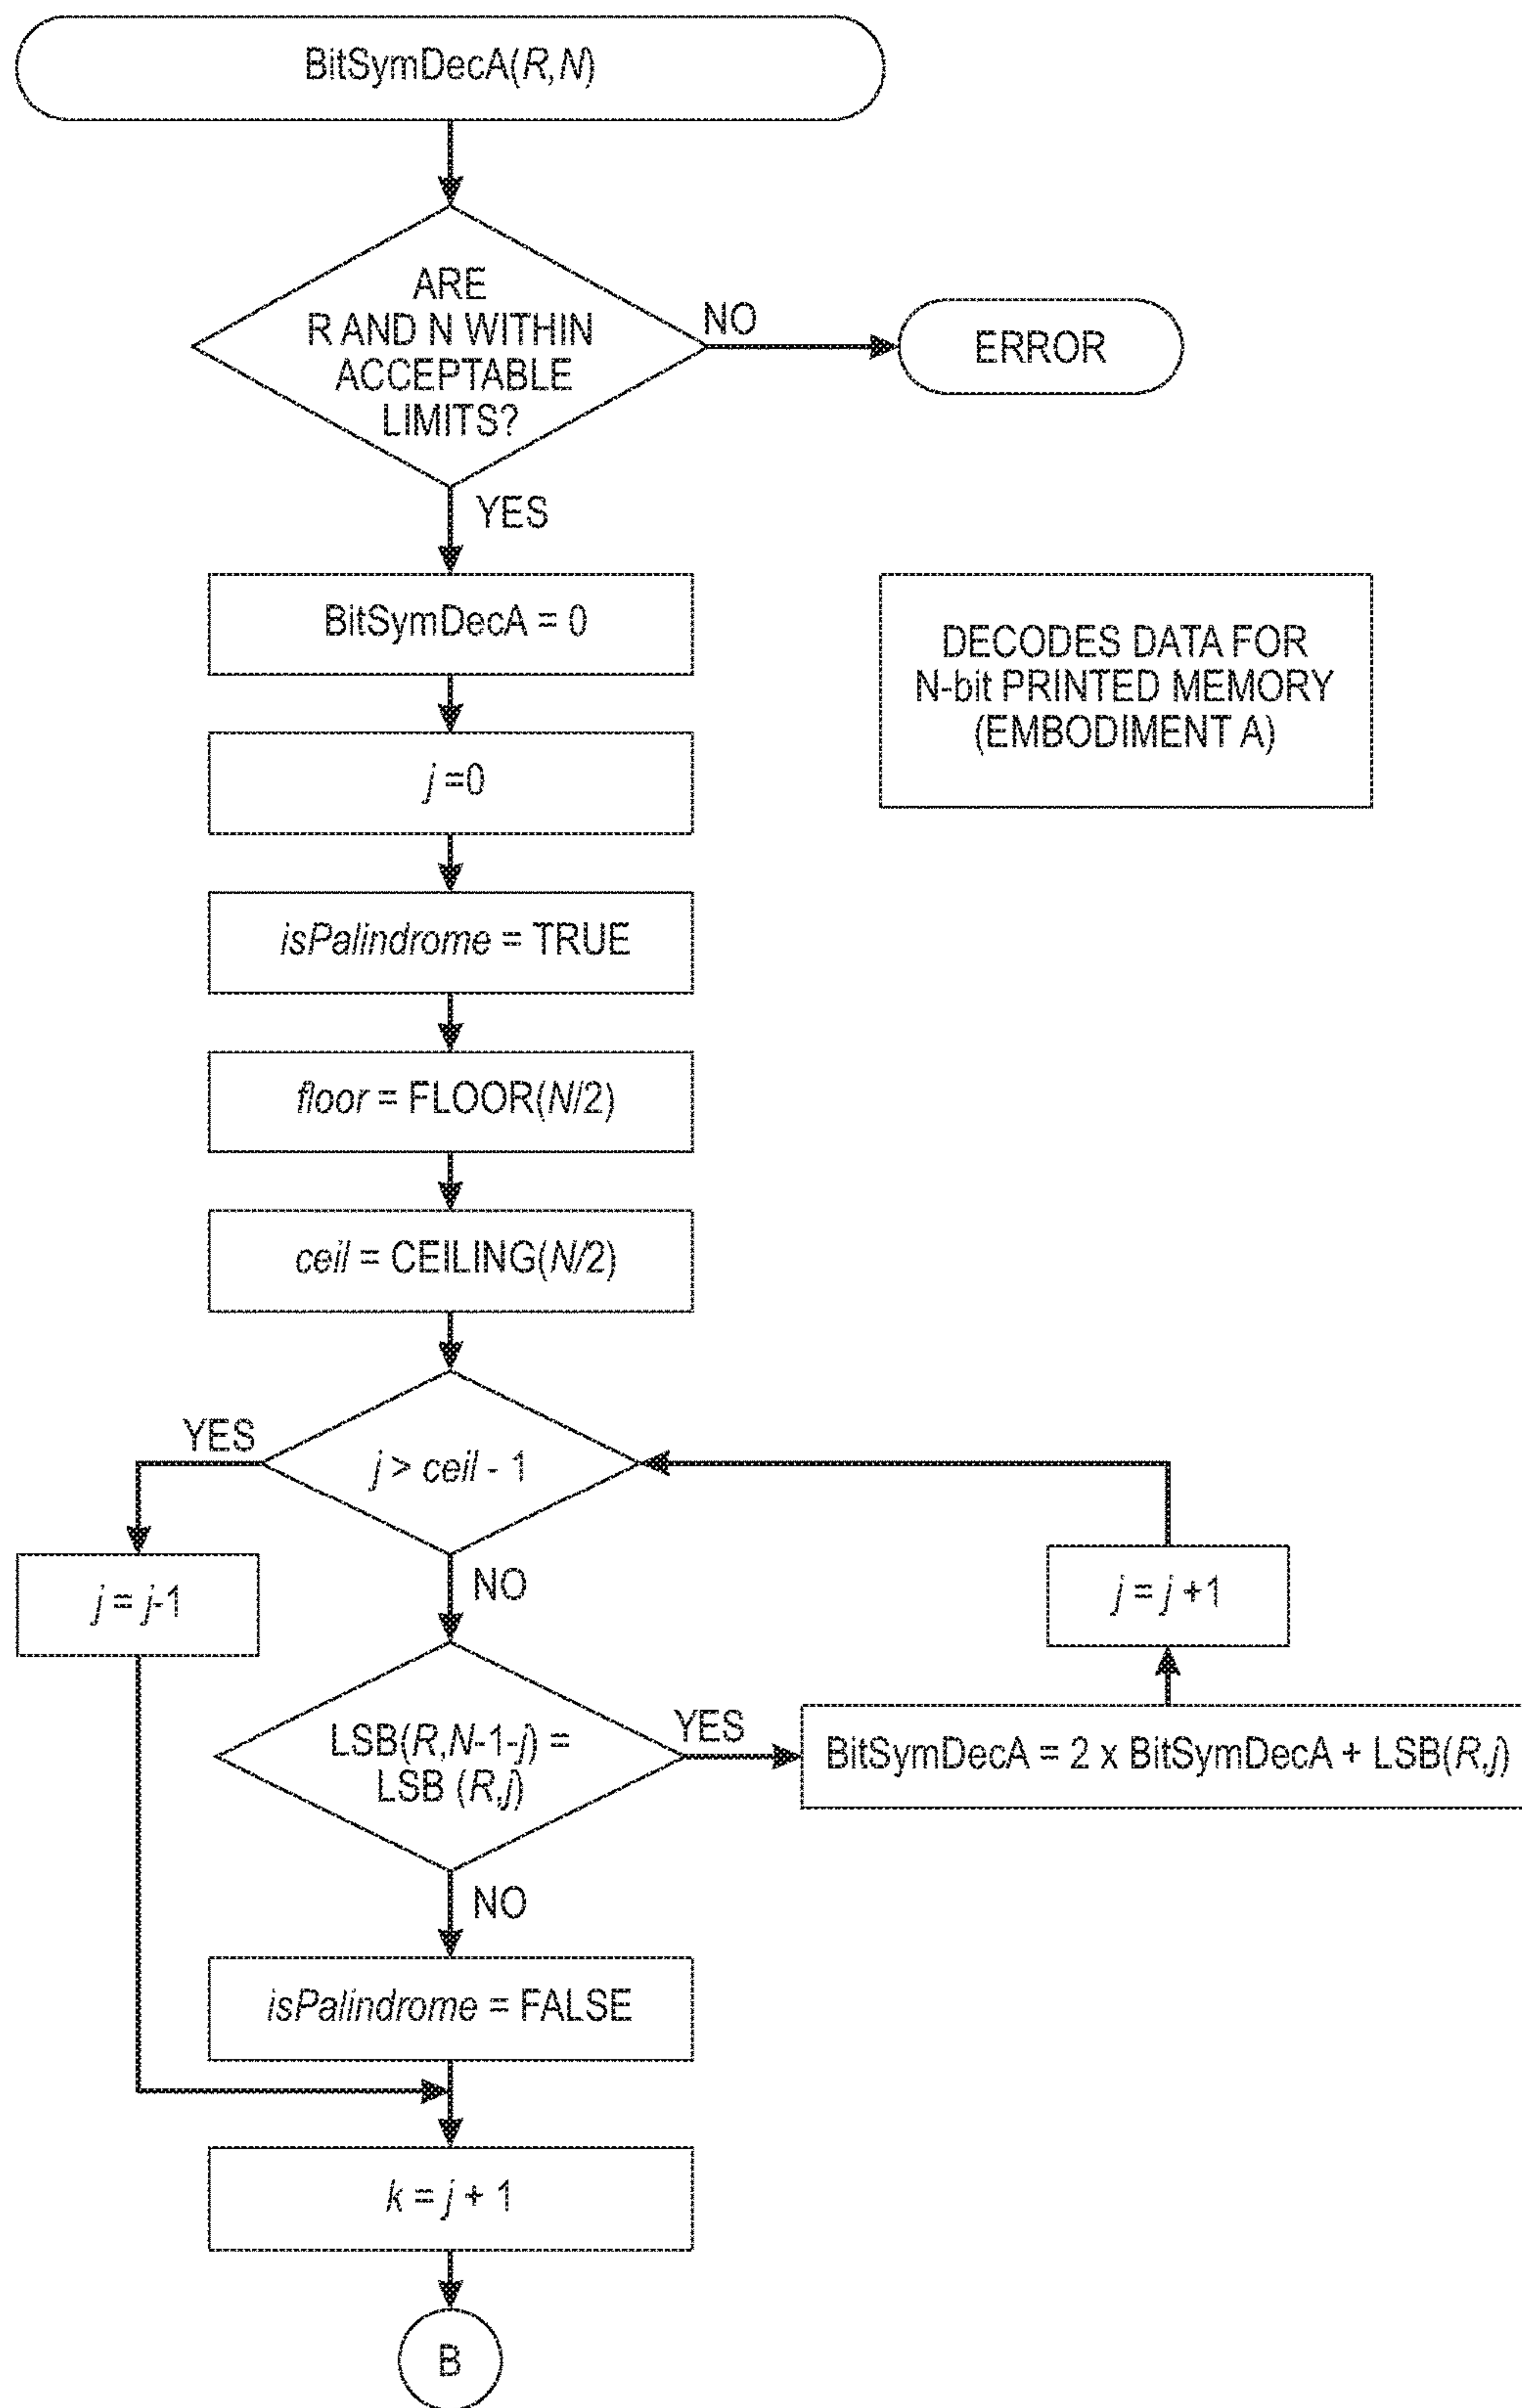 BitSymDecA(R,N)
ARE
R AND N WITHIN
ACCEPTABLE
LIMITS?
NO
ERROR
YES
BitSymDecA = 0
DECODES DATA FOR
N-bit PRINTED MEMORY
(EMBODIMENT A)
j =0
isPalindrome = TRUE
floor = FLOOR(N/2)
ceil = CEILING(N/2)
YES
j > ceil - 1
j = j-1
NO
j = j +1
LSB(R,N-1-j) =
LSB (R,j)
YES
BitSymDecA = 2 x BitSymDecA + LSB(R,j)
NO
isPalindrome = FALSE
k = j + 1
B